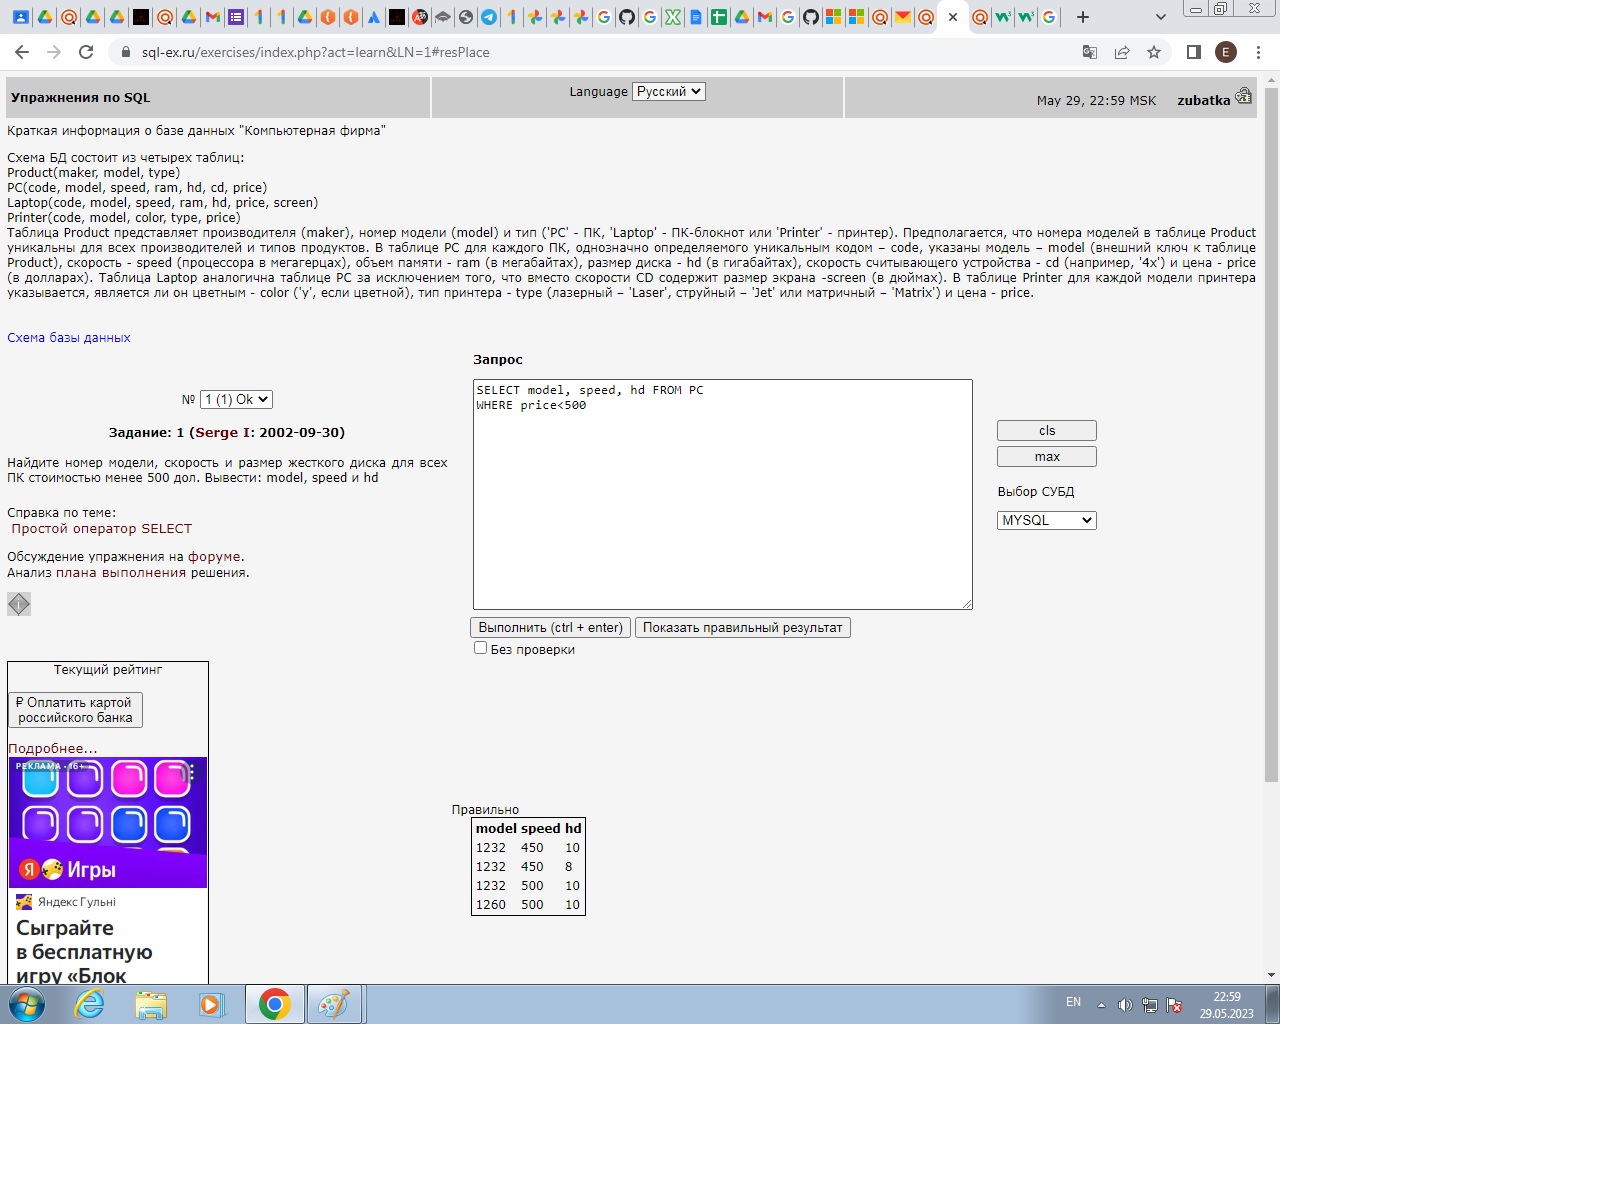 sql-ex.ru/exercises/index.php?act=learn&LN=1#resPlace
E
Упражнения по SQL
Language Русский
May 29, 22:59 MSK zubatka
Краткая информация о базе данных "Компьютерная фирма"
Схема БД состоит из четырех таблиц:
Product(maker, model, type)
PC(code, model, speed, ram, hd, cd, price)
Laptop(code, model, speed, ram, hd, price, screen)
Printer(code, model, color, type, price)
Таблица Product представляет производителя (maker), номер модели (model) и тип ('PC' - ПК, 'Laptop' - ПК-блокнот или 'Printer' - принтер). Предполагается, что номера моделей в таблице Product
уникальны для всех производителей и типов продуктов. В таблице PC для каждого ПК, однозначно определяемого уникальным кодом – code, указаны модель – model (внешний ключ к таблице
Product), скорость - speed (процессора в мегагерцах), объем памяти - ram (в мегабайтах), размер диска - hd (в гигабайтах), скорость считывающего устройства - cd (например, '4x') и цена - price
(в долларах). Таблица Laptop аналогична таблице РС за исключением того, что вместо скорости CD содержит размер экрана -screen (в дюймах). В таблице Printer для каждой модели принтера
указывается, является ли он цветным - color ('y', если цветной), тип принтера - type (лазерный – 'Laser', струйный – 'Jet' или матричный – 'Matrix') и цена - price.
Схема базы данных
Запрос
№ 1 (1) Ok
Задание: 1 (Serge I: 2002-09-30)
Найдите номер модели, скорость и размер жесткого диска для всех
ПК стоимостью менее 500 дол. Вывести: model, speed и hd
Справка по теме:
Простой оператор SELECT
Обсуждение упражнения на форуме.
Анализ плана выполнения решения.
SELECT model, speed, hd FROM PC
WHERE price<500
cls
max
Выбор СУБД
MYSQL
Выполнить (ctrl + enter) Показать правильный результат
Без проверки
Текущий рейтинг
₽ Оплатить картой
российского банка
Подробнее...
РЕКЛАМА • 16+
Я Игры
Яндекс Гульні
Сыграйте
в бесплатную
игру «Блок
Правильно
model speed hd
1232 450 10
1232 450 8
1232 500 10
1260 500 10
EN
22:59
29.05.2023